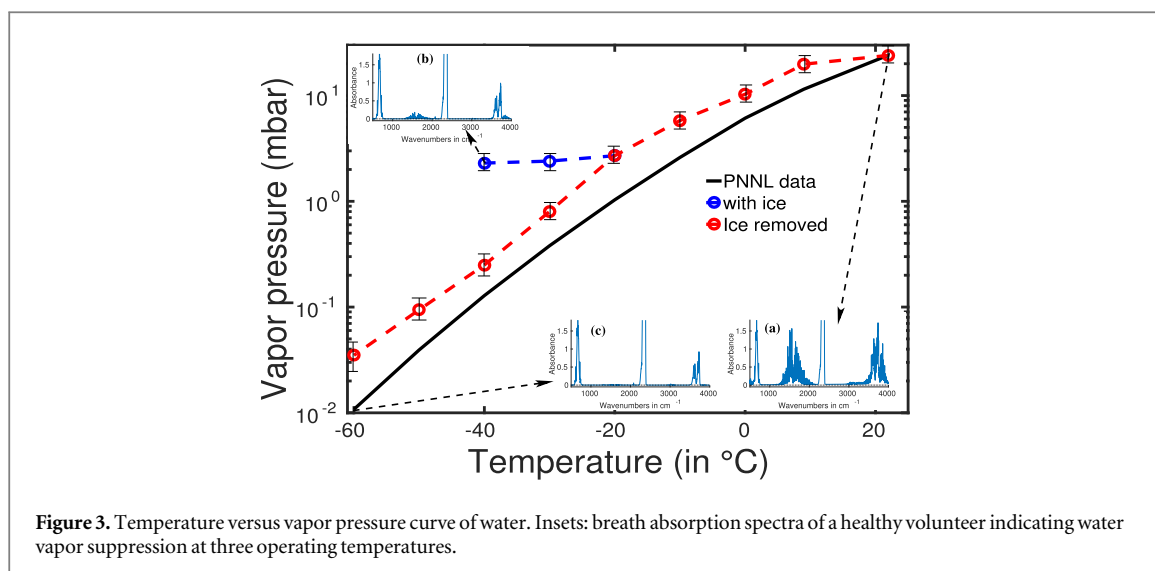 Vapor pressure (mbar)
10^1
10^0
10^-1
10^-2
-60
-40
-20
0
20
Temperature (in °C)
PNNL data
with ice
Ice removed
(b)
Absorbance
1.5
1
0.5
0
1000
2000
3000
4000
Wavenumbers in cm^-1
(c)
Absorbance
1.5
1
0.5
0
1000
2000
3000
4000
Wavenumbers in cm^-1
(a)
Absorbance
1.5
1
0.5
0
1000
2000
3000
4000
Wavenumbers in cm^-1
Figure 3. Temperature versus vapor pressure curve of water. Insets: breath absorption spectra of a healthy volunteer indicating water
vapor suppression at three operating temperatures.